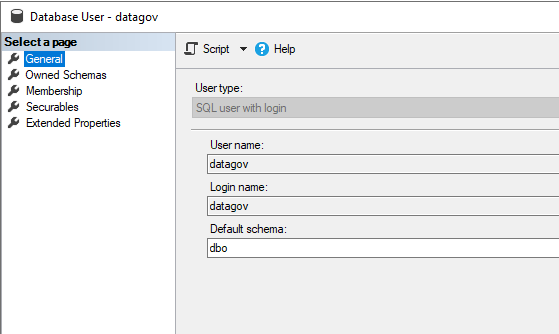 Database User - datagov
Select a page
General
Owned Schemas
Membership
Securables
Extended Properties
Script
Help
User type:
SQL user with login
User name:
datagov
Login name:
datagov
Default schema:
dbo